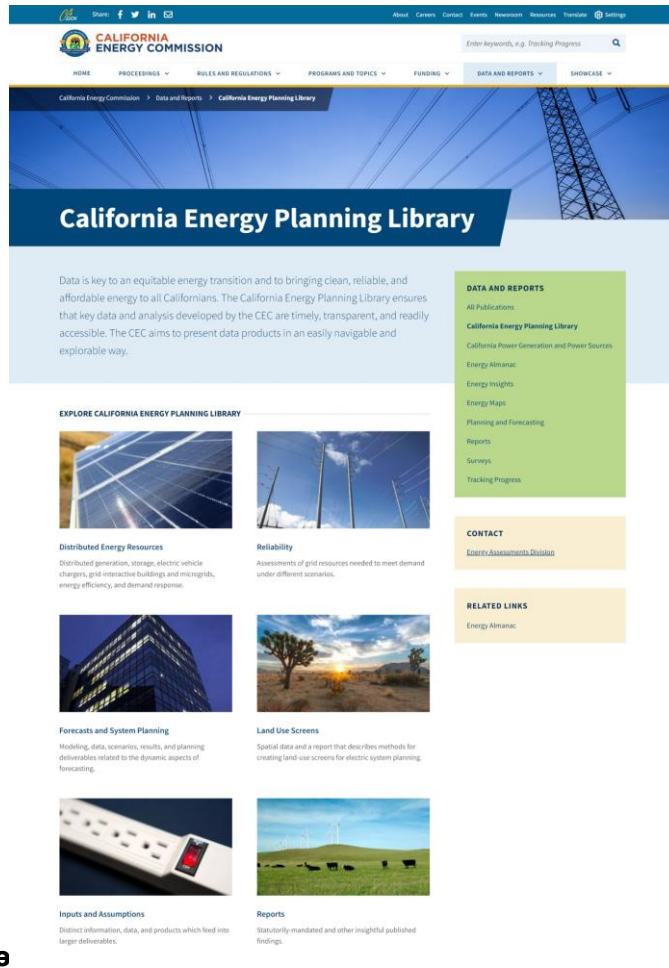 CA.GOV
Share:
About Careers Contact Events Newsroom Resources Translate Settings
CALIFORNIA
ENERGY COMMISSION
Enter keywords, e.g. Tracking Progress
HOME PROCEEDINGS RULES AND REGULATIONS PROGRAMS AND TOPICS FUNDING DATA AND REPORTS SHOWCASE
California Energy Commission > Data and Reports > California Energy Planning Library
California Energy Planning Library
Data is key to an equitable energy transition and to bringing clean, reliable, and
affordable energy to all Californians. The California Energy Planning Library ensures
that key data and analysis developed by the CEC are timely, transparent, and readily
accessible. The CEC aims to present data products in an easily navigable and
explorable way.
DATA AND REPORTS
All Publications
California Energy Planning Library
California Power Generation and Power Sources
Energy Almanac
Energy Insights
Energy Maps
Planning and Forecasting
Reports
Surveys
Tracking Progress
CONTACT
Energy Assessments Division
RELATED LINKS
Energy Almanac
EXPLORE CALIFORNIA ENERGY PLANNING LIBRARY
Distributed Energy Resources
Distributed generation, storage, electric vehicle
chargers, grid-interactive buildings and microgrids,
energy efficiency, and demand response.
Reliability
Assessments of grid resources needed to meet demand
under different scenarios.
Forecasts and System Planning
Modeling, data, scenarios, results, and planning
deliverables related to the dynamic aspects of
forecasting.
Land Use Screens
Spatial data and a report that describes methods for
creating land-use screens for electric system planning.
Inputs and Assumptions
Distinct information, data, and products which feed into
larger deliverables.
Reports
Statutorily-mandated and other insightful published
findings.
e